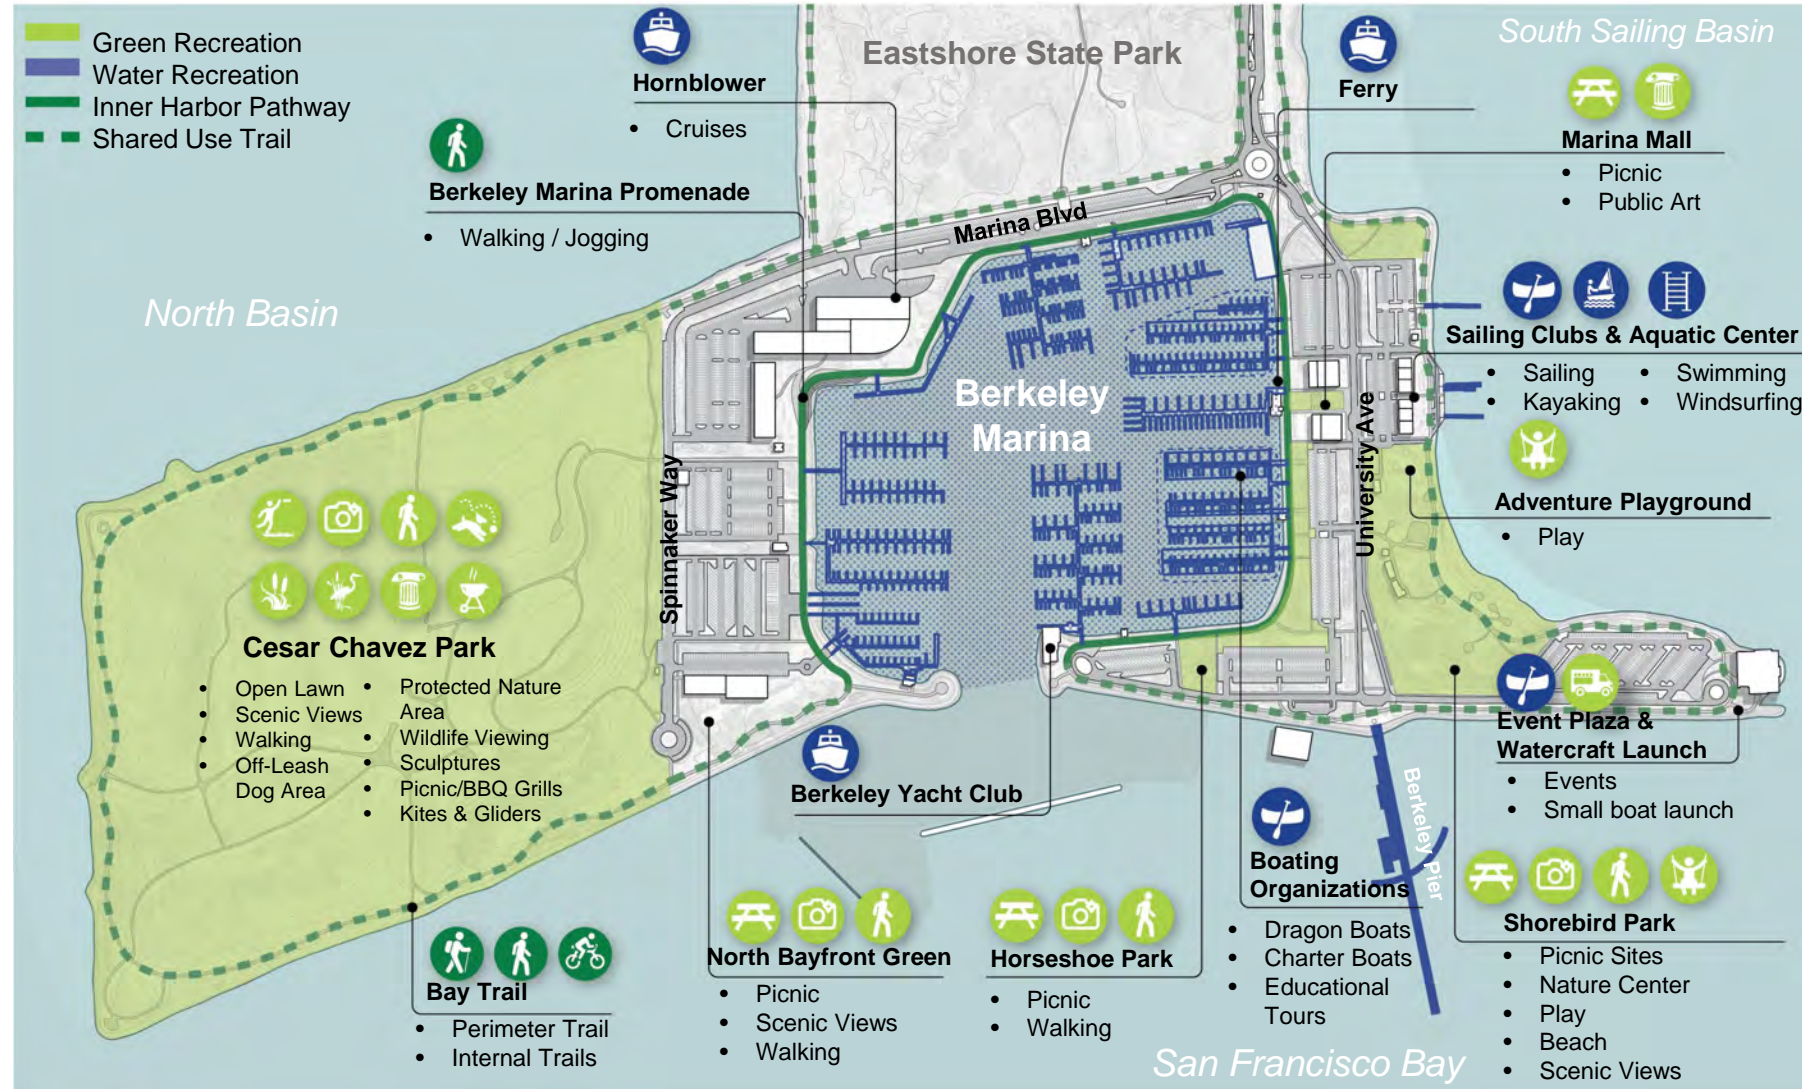 Green Recreation
Water Recreation
Inner Harbor Pathway
Shared Use Trail
Hornblower
• Cruises
Eastshore State Park
Ferry
South Sailing Basin
Marina Mall
• Picnic
• Public Art
Berkeley Marina Promenade
• Walking / Jogging
Marina Blvd
North Basin
Sailing Clubs & Aquatic Center
• Sailing
• Kayaking
• Swimming
• Windsurfing
Berkeley
Marina
Spinnaker Way
University Ave
Adventure Playground
• Play
Cesar Chavez Park
• Open Lawn
• Scenic Views
• Walking
• Off-Leash
Dog Area
• Protected Nature
Area
• Wildlife Viewing
• Sculptures
• Picnic/BBQ Grills
• Kites & Gliders
Event Plaza &
Watercraft Launch
• Events
• Small boat launch
Berkeley Yacht Club
Berkeley Pier
Boating
Organizations
• Dragon Boats
• Charter Boats
• Educational
Tours
Shorebird Park
• Picnic Sites
• Nature Center
• Play
• Beach
• Scenic Views
Bay Trail
• Perimeter Trail
• Internal Trails
North Bayfront Green
• Picnic
• Scenic Views
• Walking
Horseshoe Park
• Picnic
• Walking
San Francisco Bay